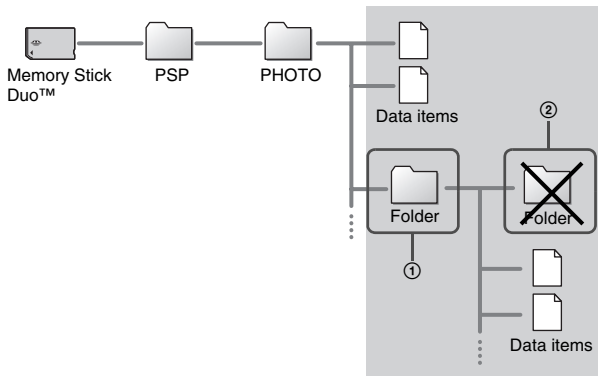 Memory Stick
Duo™
PSP
PHOTO
Data items
②
Folder
Folder
①
Data items